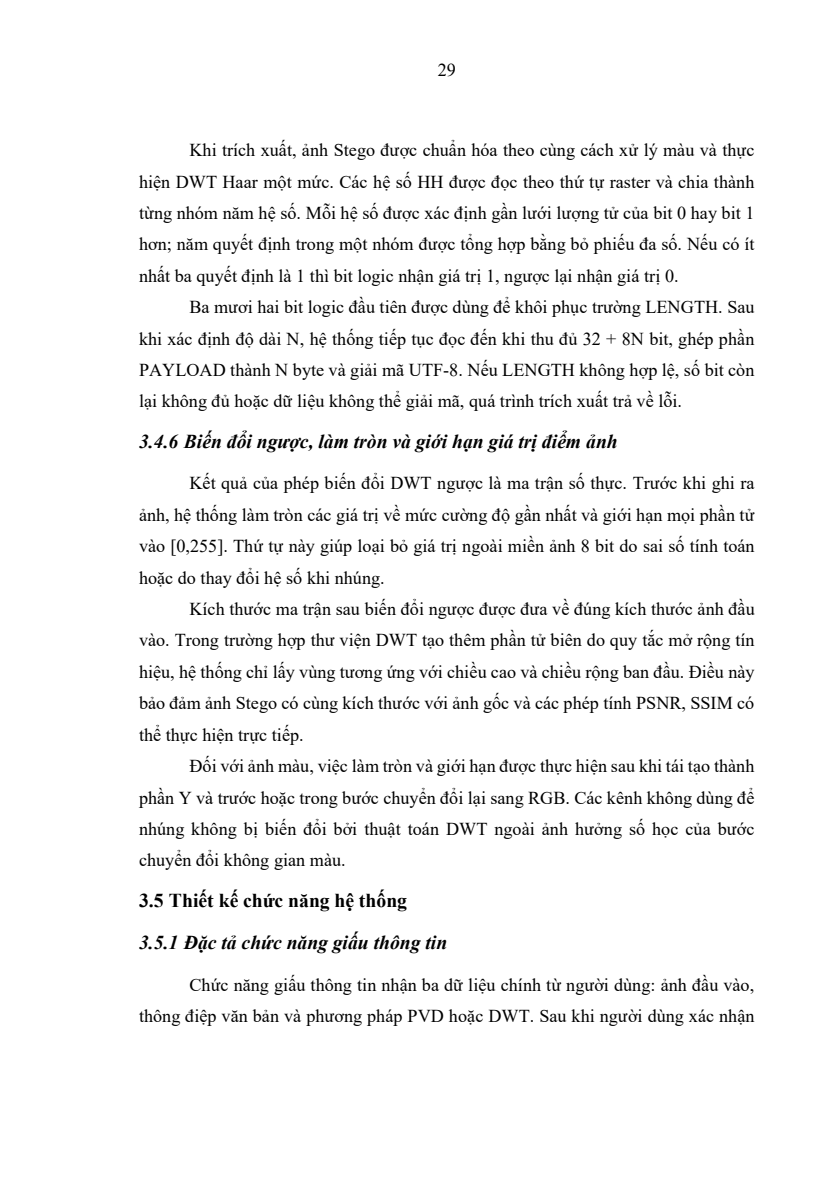 29
Khi trích xuất, ảnh Stego được chuẩn hóa theo cùng cách xử lý màu và thực
hiện DWT Haar một mức. Các hệ số HH được đọc theo thứ tự raster và chia thành
từng nhóm năm hệ số. Mỗi hệ số được xác định gần lưới lượng tử của bit 0 hay bit 1
hơn; năm quyết định trong một nhóm được tổng hợp bằng bỏ phiếu đa số. Nếu có ít
nhất ba quyết định là 1 thì bit logic nhận giá trị 1, ngược lại nhận giá trị 0.
Ba mươi hai bit logic đầu tiên được dùng để khôi phục trường LENGTH. Sau
khi xác định độ dài N, hệ thống tiếp tục đọc đến khi thu đủ 32 + 8N bit, ghép phần
PAYLOAD thành N byte và giải mã UTF-8. Nếu LENGTH không hợp lệ, số bit còn
lại không đủ hoặc dữ liệu không thể giải mã, quá trình trích xuất trả về lỗi.
3.4.6 Biến đổi ngược, làm tròn và giới hạn giá trị điểm ảnh
Kết quả của phép biến đổi DWT ngược là ma trận số thực. Trước khi ghi ra
ảnh, hệ thống làm tròn các giá trị về mức cường độ gần nhất và giới hạn mọi phần tử
vào [0,255]. Thứ tự này giúp loại bỏ giá trị ngoài miền ảnh 8 bit do sai số tính toán
hoặc do thay đổi hệ số khi nhúng.
Kích thước ma trận sau biến đổi ngược được đưa về đúng kích thước ảnh đầu
vào. Trong trường hợp thư viện DWT tạo thêm phần tử biên do quy tắc mở rộng tín
hiệu, hệ thống chỉ lấy vùng tương ứng với chiều cao và chiều rộng ban đầu. Điều này
bảo đảm ảnh Stego có cùng kích thước với ảnh gốc và các phép tính PSNR, SSIM có
thể thực hiện trực tiếp.
Đối với ảnh màu, việc làm tròn và giới hạn được thực hiện sau khi tái tạo thành
phần Y và trước hoặc trong bước chuyển đổi lại sang RGB. Các kênh không dùng để
nhúng không bị biến đổi bởi thuật toán DWT ngoài ảnh hưởng số học của bước
chuyển đổi không gian màu.
3.5 Thiết kế chức năng hệ thống
3.5.1 Đặc tả chức năng giấu thông tin
Chức năng giấu thông tin nhận ba dữ liệu chính từ người dùng: ảnh đầu vào,
thông điệp văn bản và phương pháp PVD hoặc DWT. Sau khi người dùng xác nhận